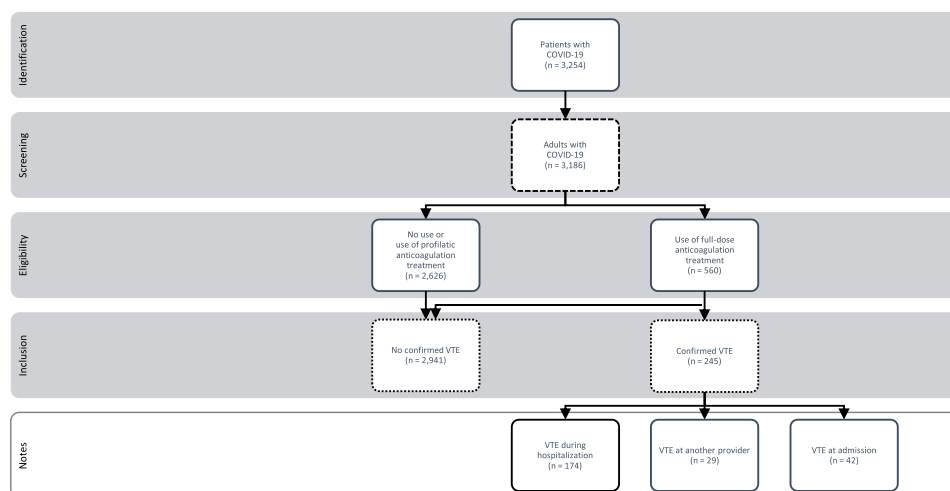 Identification
Patients with
COVID-19
(n = 3,254)
Screening
Adults with
COVID-19
(n = 3,186)
Eligibility
No use or
use of profilatic
anticoagulation
treatment
(n = 2,626)
Use of full-dose
anticoagulation
treatment
(n = 560)
Inclusion
No confirmed VTE
(n = 2,941)
Confirmed VTE
(n = 245)
Notes
VTE during
hospitalization
(n = 174)
VTE at another provider
(n = 29)
VTE at admission
(n = 42)